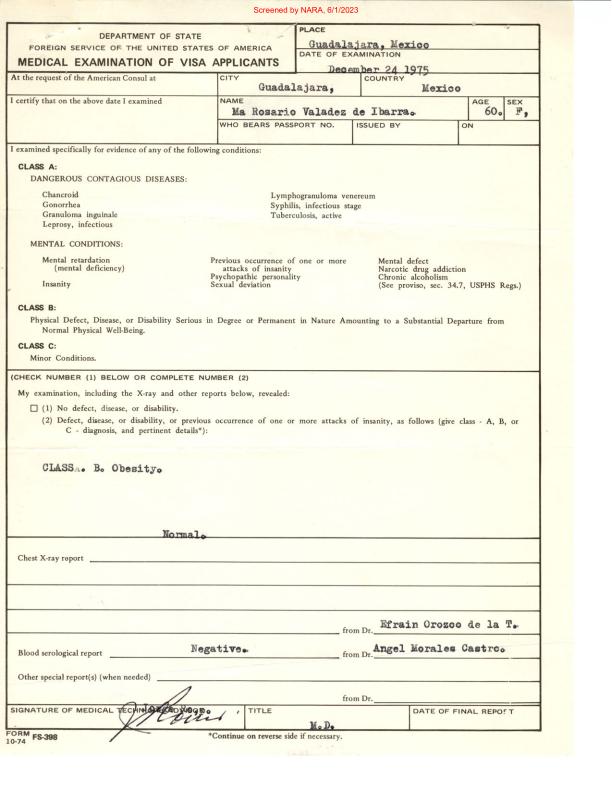 Screened by NARA, 6/1/2023
DEPARTMENT OF STATE
FOREIGN SERVICE OF THE UNITED STATES OF AMERICA
MEDICAL EXAMINATION OF VISA APPLICANTS
PLACE
Guadalajara, Mexico
DATE OF EXAMINATION
December 24 1975
At the request of the American Consul at
CITY
Guadalajara,
COUNTRY
Mexico
I certify that on the above date I examined
NAME
Ma Rosario Valadez de Ibarra.
AGE
60.
SEX
F,
WHO BEARS PASSPORT NO.
ISSUED BY
ON
I examined specifically for evidence of any of the following conditions:
CLASS A:
DANGEROUS CONTAGIOUS DISEASES:
Chancroid
Gonorrhea
Granuloma inguinale
Leprosy, infectious
Lymphogranuloma venereum
Syphilis, infectious stage
Tuberculosis, active
MENTAL CONDITIONS:
Mental retardation
(mental deficiency)
Insanity
Previous occurrence of one or more
attacks of insanity
Psychopathic personality
Sexual deviation
Mental defect
Narcotic drug addiction
Chronic alcoholism
(See proviso, sec. 34.7, USPHS Regs.)
CLASS B:
Physical Defect, Disease, or Disability Serious in Degree or Permanent in Nature Amounting to a Substantial Departure from
Normal Physical Well-Being.
CLASS C:
Minor Conditions.
(CHECK NUMBER (1) BELOW OR COMPLETE NUMBER (2)
My examination, including the X-ray and other reports below, revealed:
(1) No defect, disease, or disability.
(2) Defect, disease, or disability, or previous occurrence of one or more attacks of insanity, as follows (give class - A, B, or
C - diagnosis, and pertinent details*):
CLASS. B. Obesity.
Normal.
Chest X-ray report
from Dr. Efrain Orozco de la T.
Blood serological report Negative. from Dr. Angel Morales Castro.
Other special report(s) (when needed)
from Dr.
SIGNATURE OF MEDICAL
TITLE
M.D.
DATE OF FINAL REPORT
FORM FS-398
10-74
*Continue on reverse side if necessary.